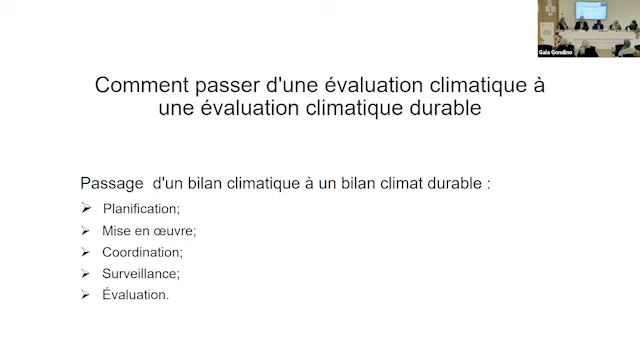 Gaia Gondino
Comment passer d'une évaluation climatique à
une évaluation climatique durable
Passage d'un bilan climatique à un bilan climat durable :
Planification;
Mise en œuvre;
Coordination;
Surveillance;
Évaluation.